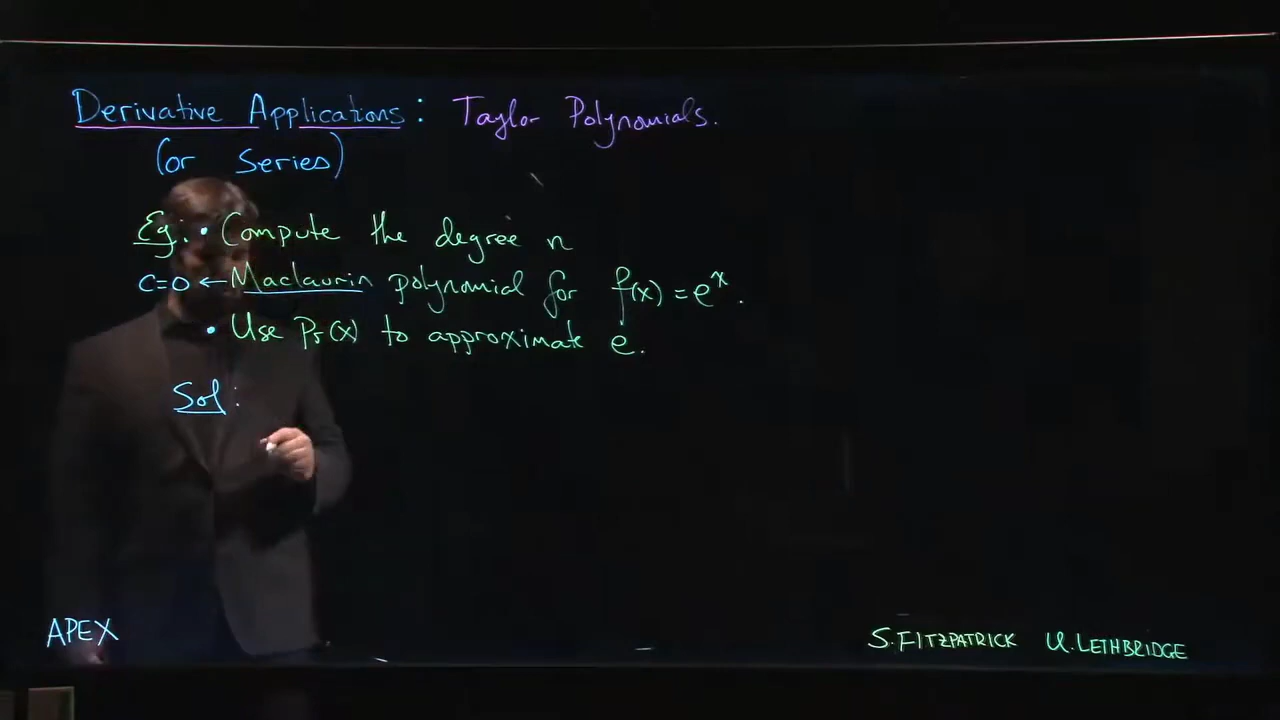 Derivative Applications: Taylor Polynomials.
(or Series)
Eg: • Compute the degree n
c=0 ← Maclaurin polynomial for f(x) = eˣ.
• Use P₅(x) to approximate e.
Sol:
APEX
S. FITZPATRICK U. LETHBRIDGE